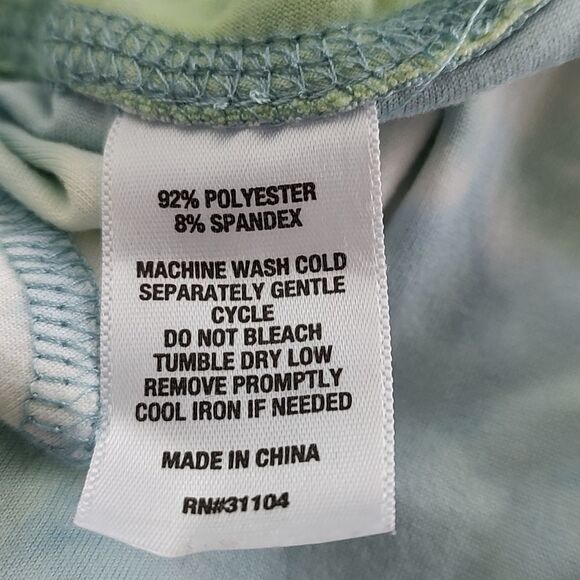 92% POLYESTER
8% SPANDEX
MACHINE WASH COLD
SEPARATELY GENTLE
CYCLE
DO NOT BLEACH
TUMBLE DRY LOW
REMOVE PROMPTLY
COOL IRON IF NEEDED
MADE IN CHINA
RN#31104